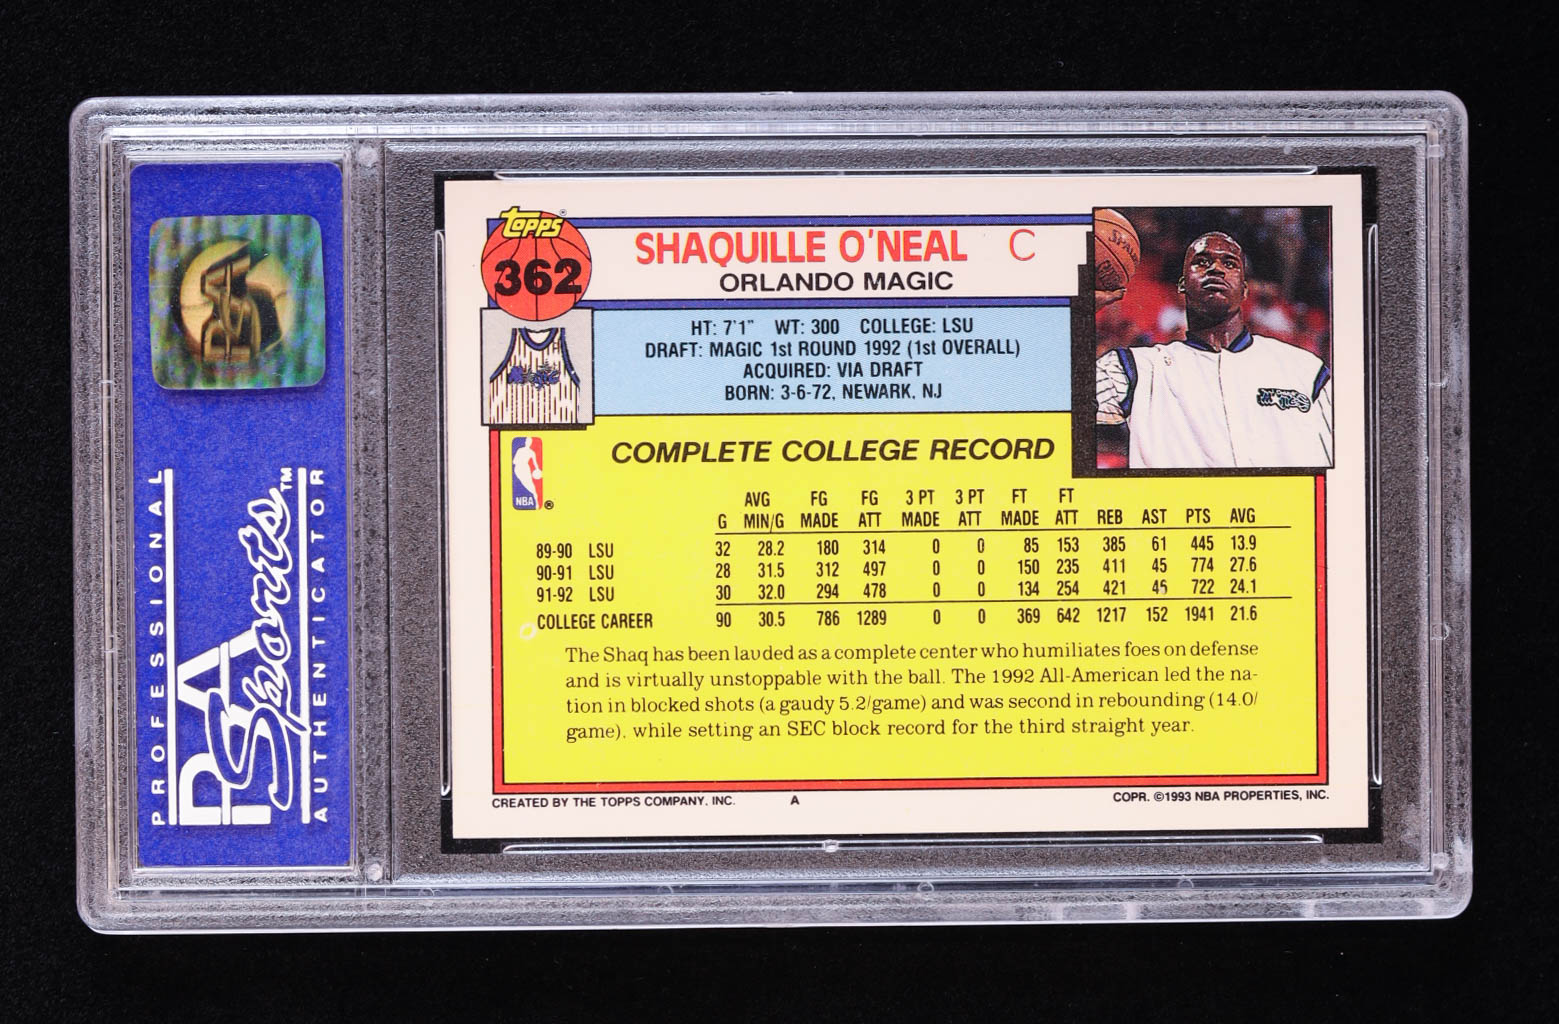 PSA
PROFESSIONAL
PSA
Sports™
AUTHENTICATOR
TOPPS®
362
SHAQUILLE O'NEAL C
ORLANDO MAGIC
SPALDING
HT: 7'1" WT: 300 COLLEGE: LSU
DRAFT: MAGIC 1st ROUND 1992 (1st OVERALL)
ACQUIRED: VIA DRAFT
BORN: 3-6-72, NEWARK, NJ
Magic
COMPLETE COLLEGE RECORD
NBA ®
AVG FG FG 3 PT 3 PT FT FT
G MIN/G MADE ATT MADE ATT MADE ATT REB AST PTS AVG
89-90 LSU 32 28.2 180 314 0 0 85 153 385 61 445 13.9
90-91 LSU 28 31.5 312 497 0 0 150 235 411 45 774 27.6
91-92 LSU 30 32.0 294 478 0 0 134 254 421 45 722 24.1
COLLEGE CAREER 90 30.5 786 1289 0 0 369 642 1217 152 1941 21.6
The Shaq has been lauded as a complete center who humiliates foes on defense
and is virtually unstoppable with the ball. The 1992 All-American led the na-
tion in blocked shots (a gaudy 5.2/game) and was second in rebounding (14.0/
game), while setting an SEC block record for the third straight year.
CREATED BY THE TOPPS COMPANY, INC. A COPR. ©1993 NBA PROPERTIES, INC.